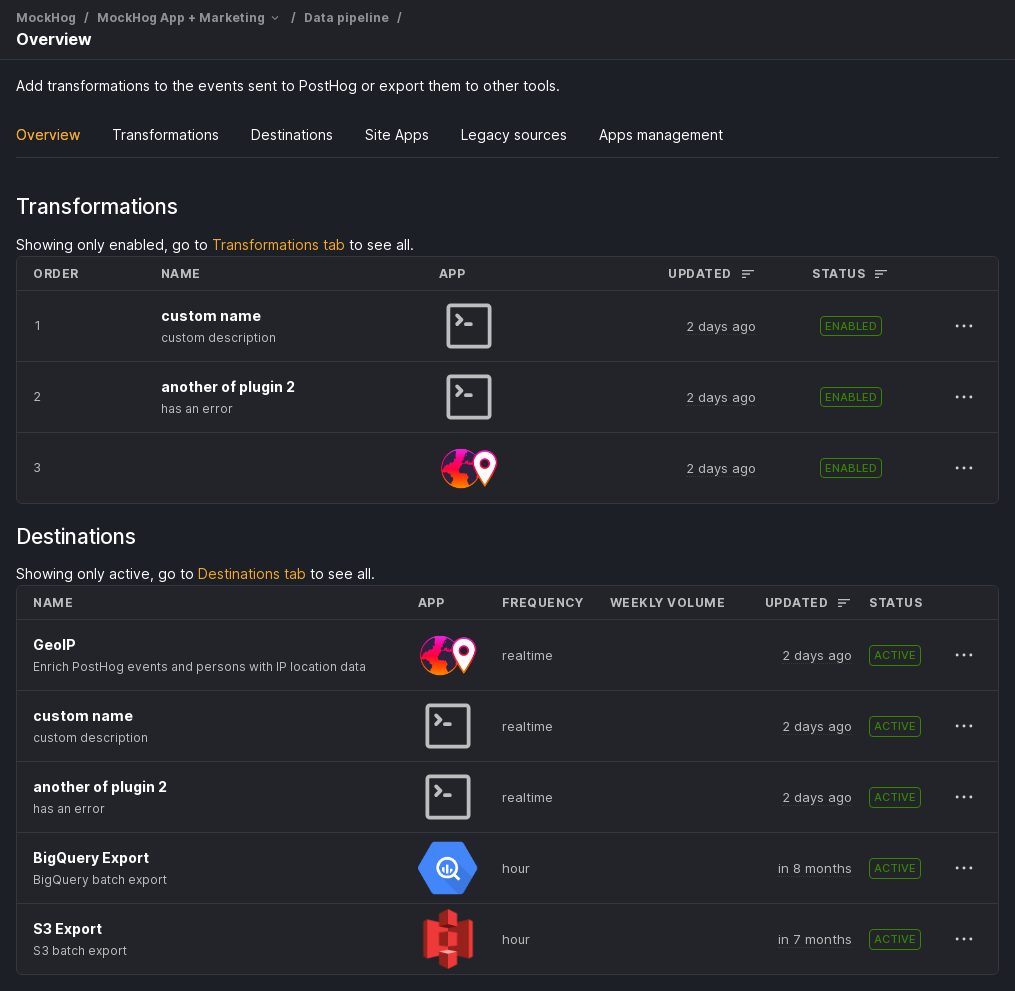 MockHog / MockHog App + Marketing / Data pipeline /
Overview
Add transformations to the events sent to PostHog or export them to other tools.
Overview Transformations Destinations Site Apps Legacy sources Apps management
Transformations
Showing only enabled, go to Transformations tab to see all.
ORDER NAME APP UPDATED STATUS
1 custom name 2 days ago ENABLED
custom description
2 another of plugin 2 2 days ago ENABLED
has an error
3 2 days ago ENABLED
Destinations
Showing only active, go to Destinations tab to see all.
NAME APP FREQUENCY WEEKLY VOLUME UPDATED STATUS
GeoIP realtime 2 days ago ACTIVE
Enrich PostHog events and persons with IP location data
custom name realtime 2 days ago ACTIVE
custom description
another of plugin 2 realtime 2 days ago ACTIVE
has an error
BigQuery Export hour in 8 months ACTIVE
BigQuery batch export
S3 Export hour in 7 months ACTIVE
S3 batch export